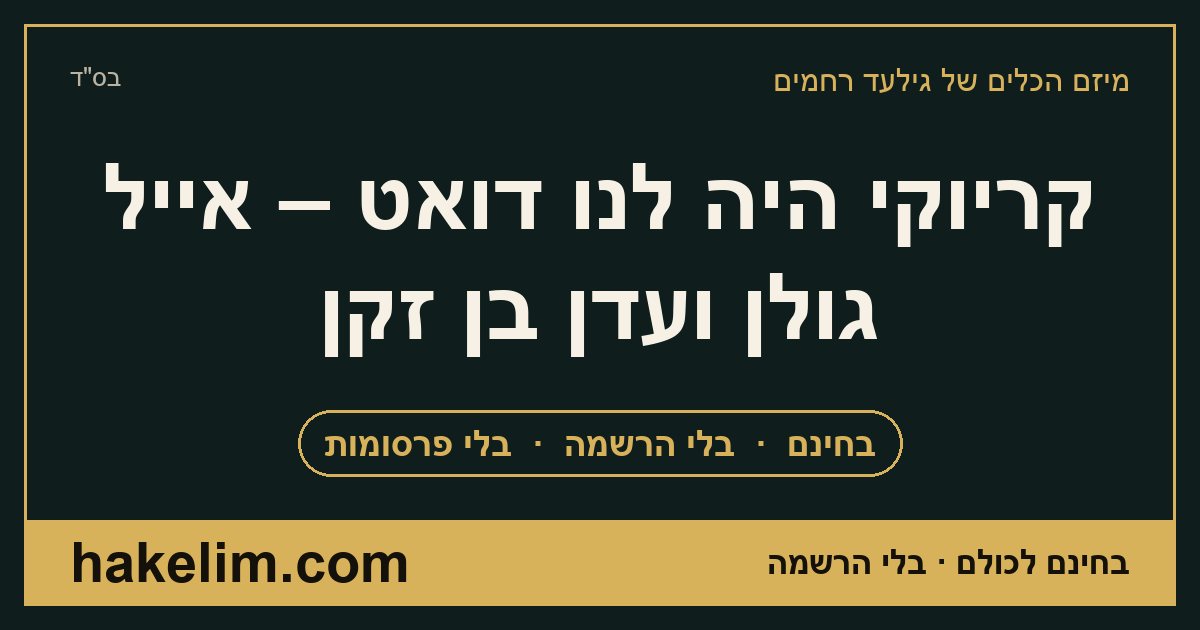 בס"ד
מיזם הכלים של גילעד רחמים
קריוקי היה לנו דואט – אייל
גולן ועדן בן זקן
בחינם · בלי הרשמה · בלי פרסומות
בחינם לכולם · בלי הרשמה
hakelim.com